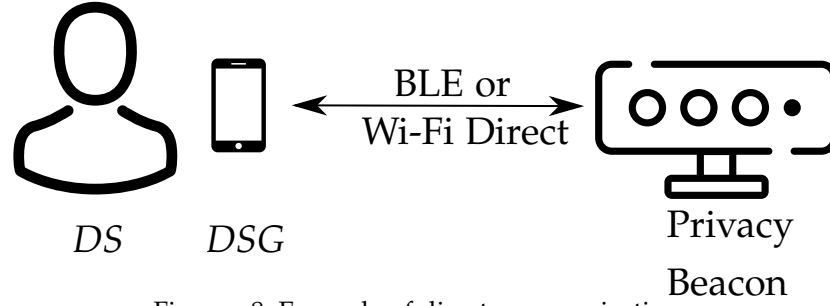 BLE or
Wi-Fi Direct
DS
DSG
Privacy
Beacon